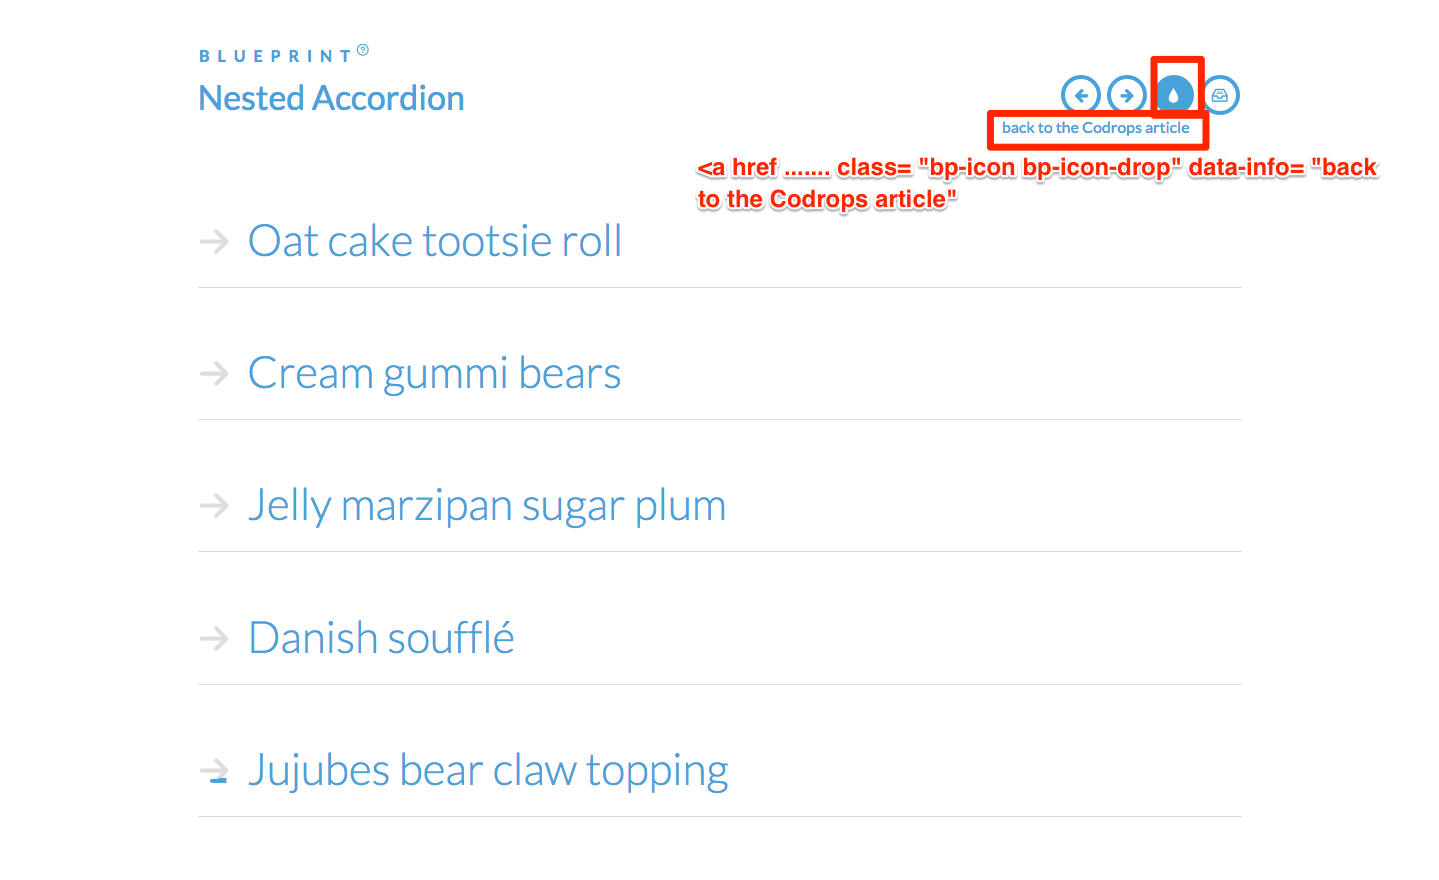 BLUEPRINT?
Nested Accordion
back to the Codrops article
<a href ....... class= "bp-icon bp-icon-drop" data-info= "back
to the Codrops article"
Oat cake tootsie roll
Cream gummi bears
Jelly marzipan sugar plum
Danish soufflé
Jujubes bear claw topping